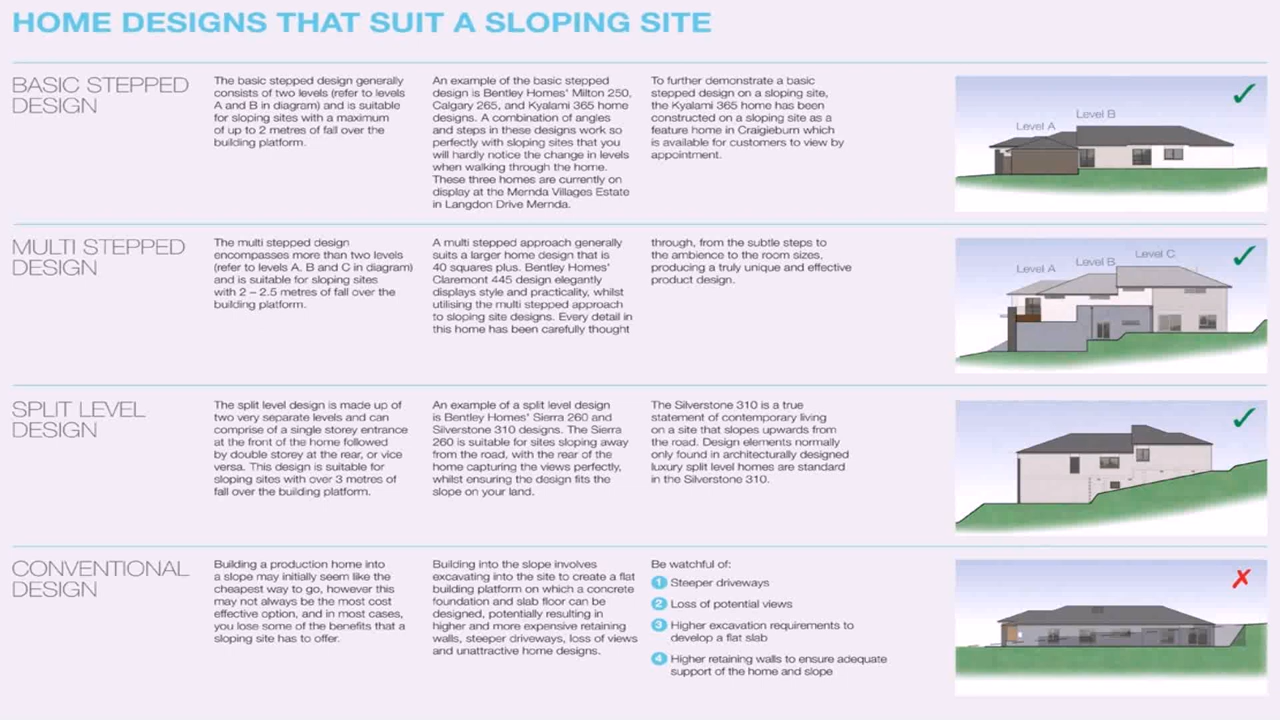 HOME DESIGNS THAT SUIT A SLOPING SITE
BASIC STEPPED
DESIGN
The basic stepped design generally
consists of two levels (refer to levels
A and B in diagram) and is suitable
for sloping sites with a maximum
of up to 2 metres of fall over the
building platform.
An example of the basic stepped
design is Bentley Homes' Milton 250,
Calgary 265, and Kyalami 365 home
designs. A combination of angles
and steps in these designs work so
perfectly with sloping sites that you
will hardly notice the change in levels
when walking through the home.
These three homes are currently on
display at the Mernda Villages Estate
in Langdon Drive Mernda.
To further demonstrate a basic
stepped design on a sloping site,
the Kyalami 365 home has been
constructed on a sloping site as a
feature home in Craigieburn which
is available for customers to view by
appointment.
Level A
Level B
MULTI STEPPED
DESIGN
The multi stepped design
encompasses more than two levels
(refer to levels A, B and C in diagram)
and is suitable for sloping sites
with 2 – 2.5 metres of fall over the
building platform.
A multi stepped approach generally
suits a larger home design that is
40 squares plus. Bentley Homes'
Claremont 445 design elegantly
displays style and practicality, whilst
utilising the multi stepped approach
to sloping site designs. Every detail in
this home has been carefully thought
through, from the subtle steps to
the ambience to the room sizes,
producing a truly unique and effective
product design.
Level A
Level B
Level C
SPLIT LEVEL
DESIGN
The split level design is made up of
two very separate levels and can
comprise of a single storey entrance
at the front of the home followed
by double storey at the rear, or vice
versa. This design is suitable for
sloping sites with over 3 metres of
fall over the building platform.
An example of a split level design
is Bentley Homes' Sierra 260 and
Silverstone 310 designs. The Sierra
260 is suitable for sites sloping away
from the road, with the rear of the
home capturing the views perfectly,
whilst ensuring the design fits the
slope on your land.
The Silverstone 310 is a true
statement of contemporary living
on a site that slopes upwards from
the road. Design elements normally
only found in architecturally designed
luxury split level homes are standard
in the Silverstone 310.
CONVENTIONAL
DESIGN
Building a production home into
a slope may initially seem like the
cheapest way to go, however this
may not always be the most cost
effective option, and in most cases,
you lose some of the benefits that a
sloping site has to offer.
Building into the slope involves
excavating into the site to create a flat
building platform on which a concrete
foundation and slab floor can be
designed, potentially resulting in
higher and more expensive retaining
walls, steeper driveways, loss of views
and unattractive home designs.
Be watchful of:
1 Steeper driveways
2 Loss of potential views
3 Higher excavation requirements to
develop a flat slab
4 Higher retaining walls to ensure adequate
support of the home and slope